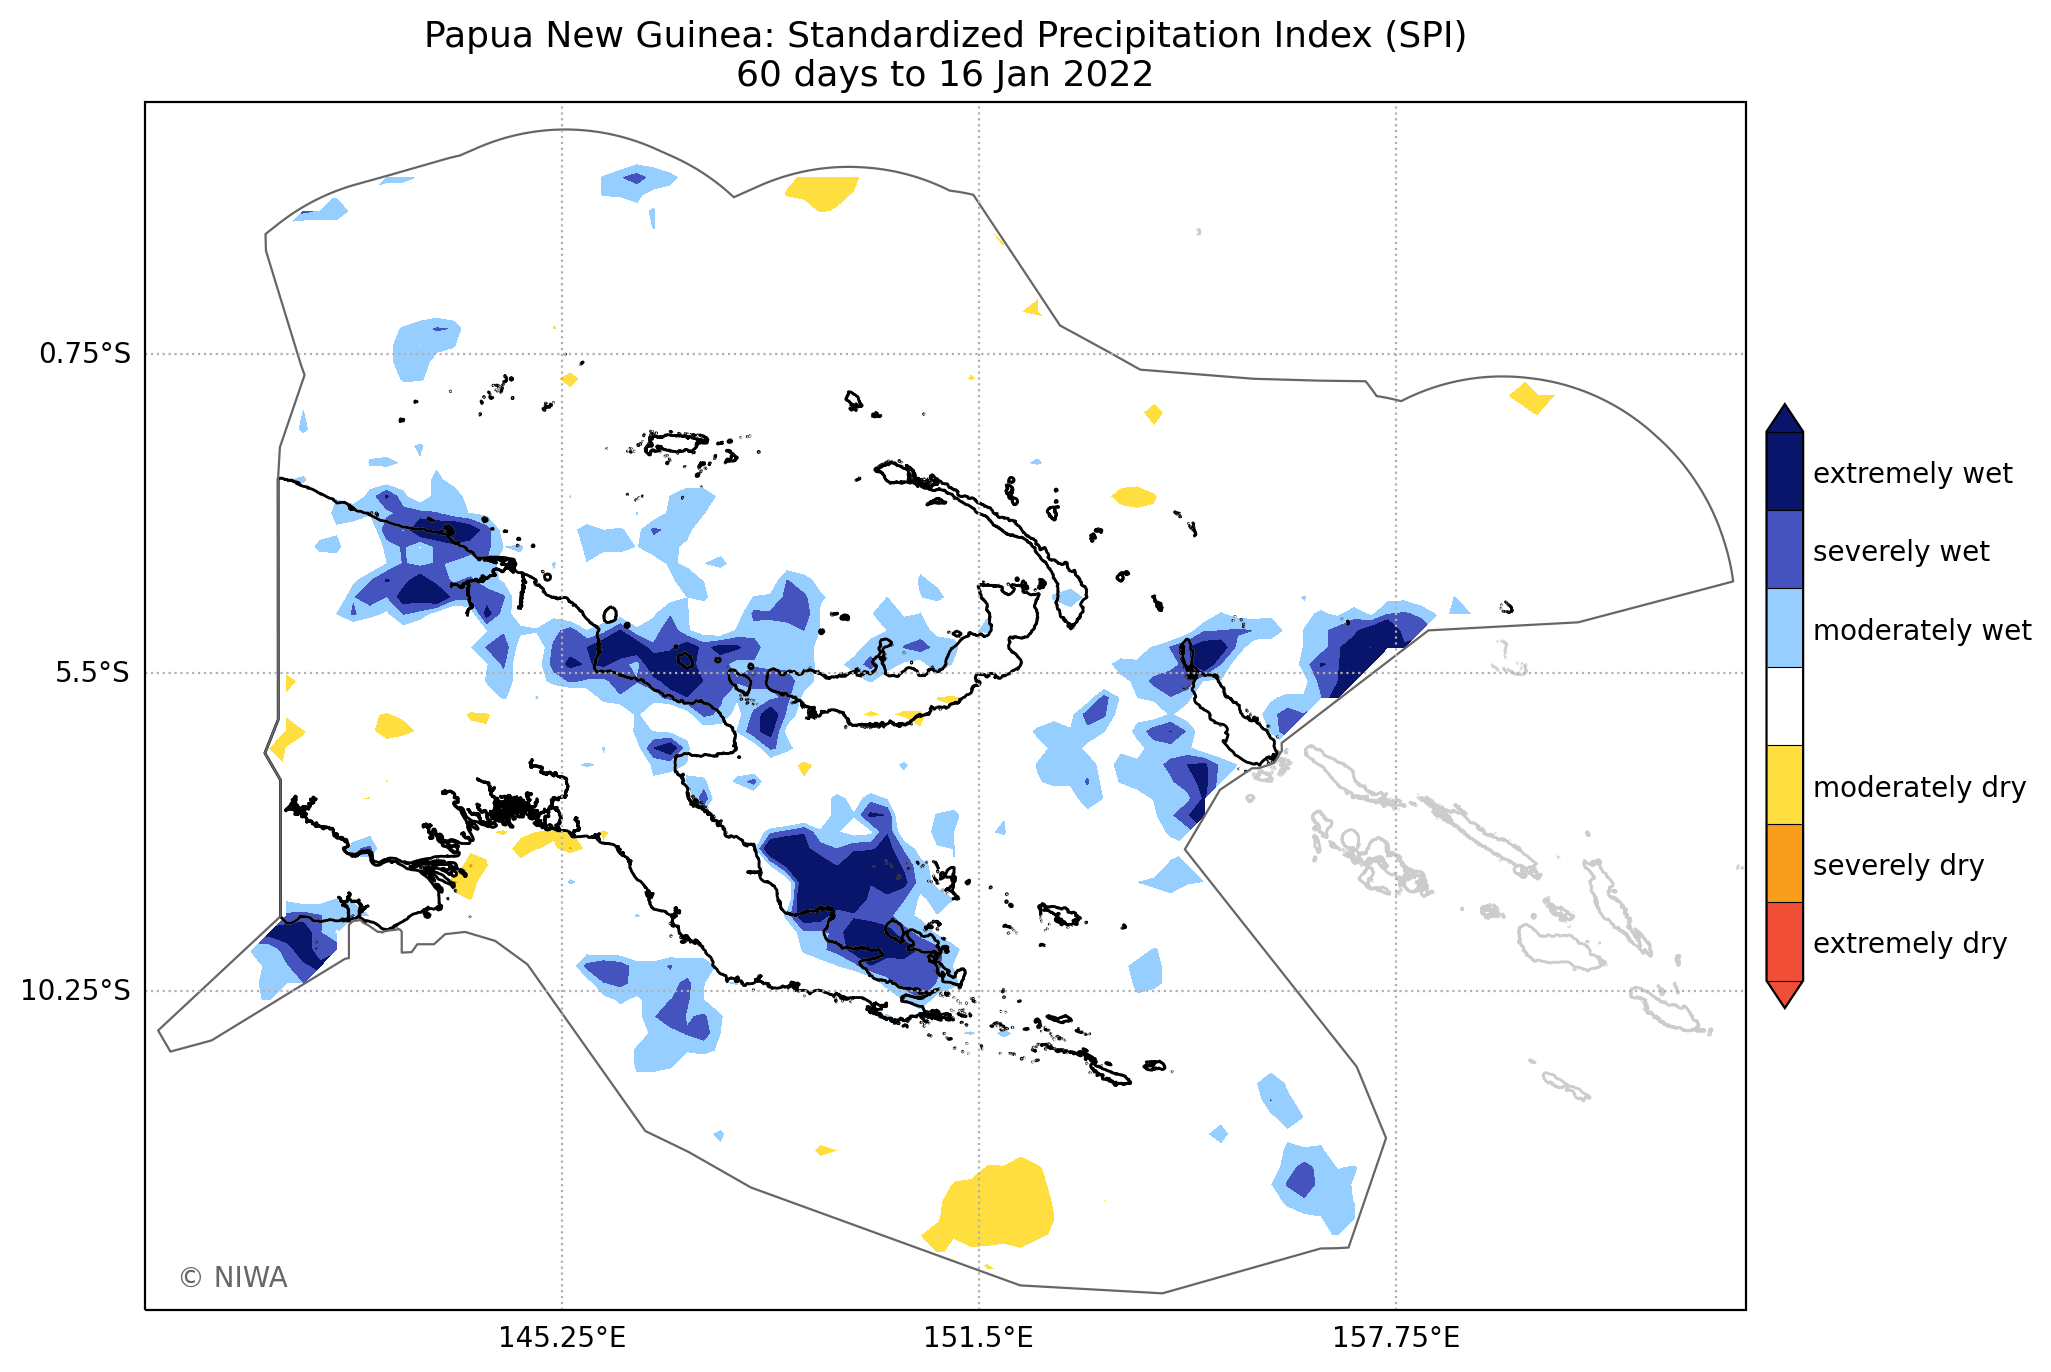 Papua New Guinea: Standardized Precipitation Index (SPI)
60 days to 16 Jan 2022
0.75°S
5.5°S
10.25°S
145.25°E
151.5°E
157.75°E
extremely wet
severely wet
moderately wet
moderately dry
severely dry
extremely dry
© NIWA